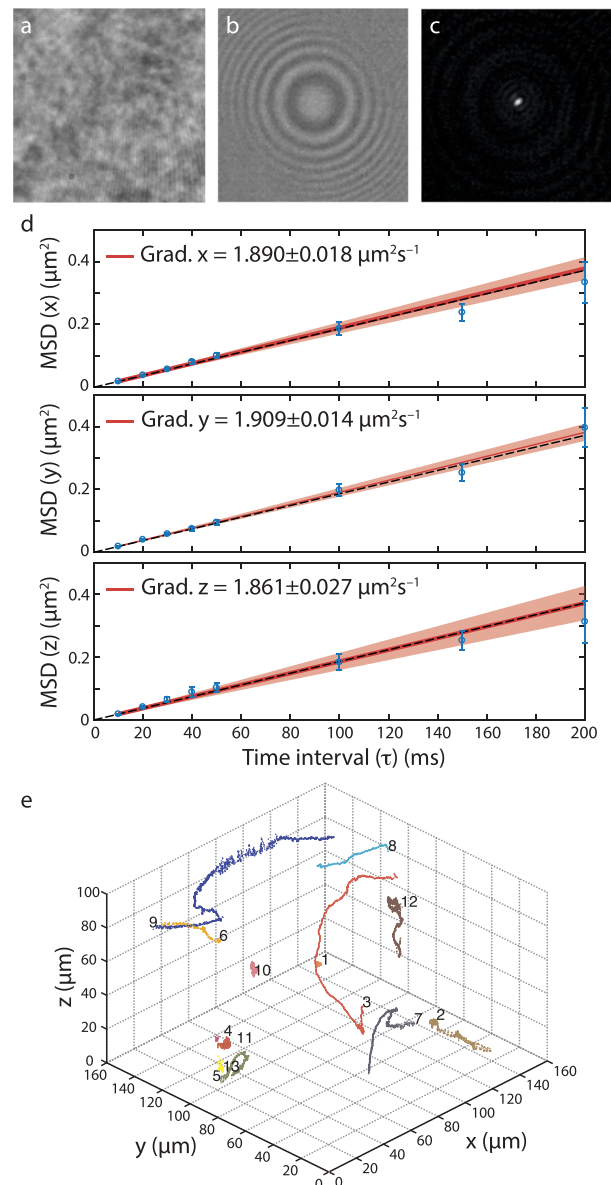 a
b
c
d
MSD (x) (µm²)
0.4
0.2
0
Grad. x = 1.890±0.018 µm²s⁻¹
MSD (y) (µm²)
0.4
0.2
0
Grad. y = 1.909±0.014 µm²s⁻¹
MSD (z) (µm²)
0.4
0.2
0
Grad. z = 1.861±0.027 µm²s⁻¹
0 20 40 60 80 100 120 140 160 180 200
Time interval (τ) (ms)
e
z (µm)
100
80
60
40
20
0
8
12
9
6
10
1
3
7
2
4
11
5
13
160
140
120
100
80
60
40
20
0
y (µm)
0
20
40
60
80
100
120
140
160
x (µm)